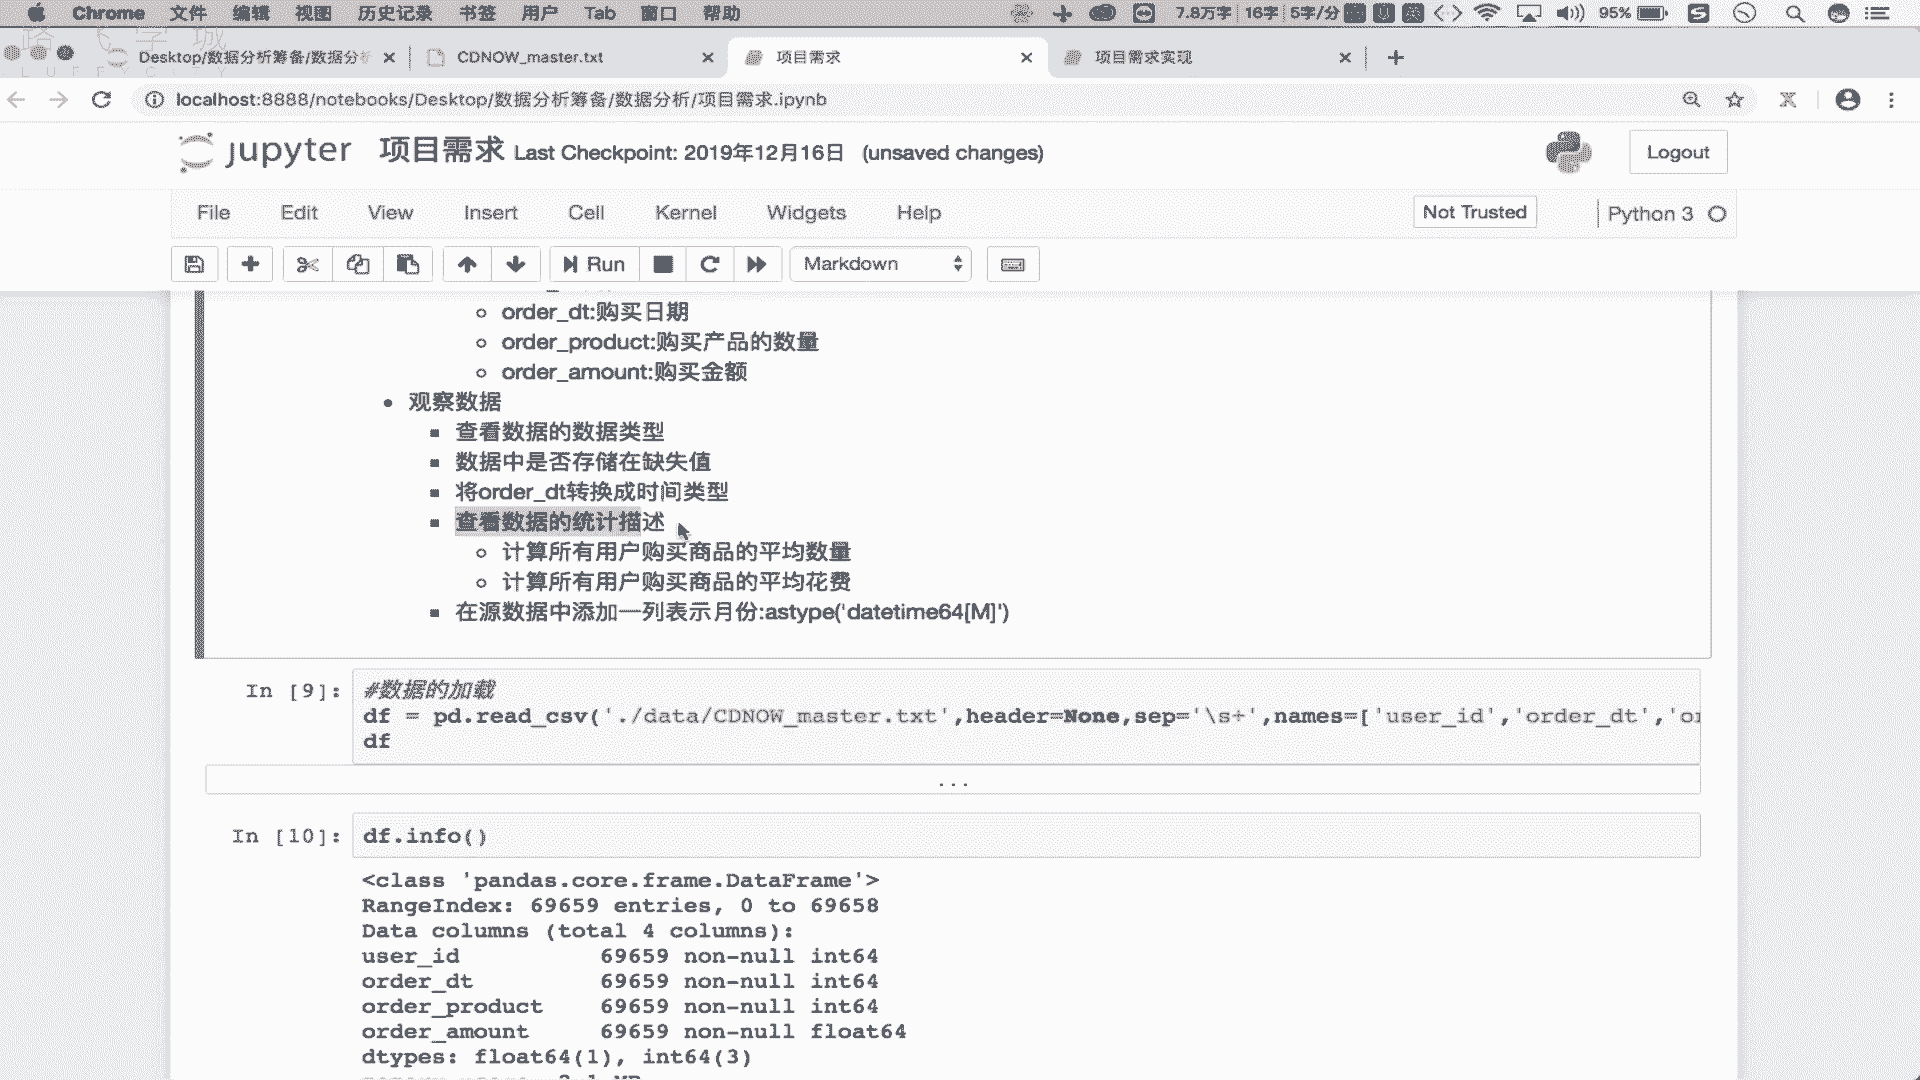 Chrome 文件 编辑 视图 历史记录 书签 用户 Tab 窗口 帮助 7.8万字 16字 5字/分 95%
Desktop/数据分析筹备/数据分析 CDNOW_master.txt 项目需求 项目需求实现
localhost:8888/notebooks/Desktop/数据分析筹备/数据分析/项目需求.ipynb
jupyter 项目需求 Last Checkpoint: 2019年12月16日 (unsaved changes) Logout
File Edit View Insert Cell Kernel Widgets Help Not Trusted Python 3
Run Markdown
order_dt:购买日期
order_product:购买产品的数量
order_amount:购买金额
观察数据
查看数据的数据类型
数据中是否存储在缺失值
将order_dt转换成时间类型
查看数据的统计描述
计算所有用户购买商品的平均数量
计算所有用户购买商品的平均花费
在源数据中添加一列表示月份:astype('datetime64[M]')
In [9]: #数据的加载
df = pd.read_csv('./data/CDNOW_master.txt',header=None,sep='\s+',names=['user_id','order_dt','or
df
...
In [10]: df.info()
<class 'pandas.core.frame.DataFrame'>
RangeIndex: 69659 entries, 0 to 69658
Data columns (total 4 columns):
user_id 69659 non-null int64
order_dt 69659 non-null int64
order_product 69659 non-null int64
order_amount 69659 non-null float64
dtypes: float64(1), int64(3)